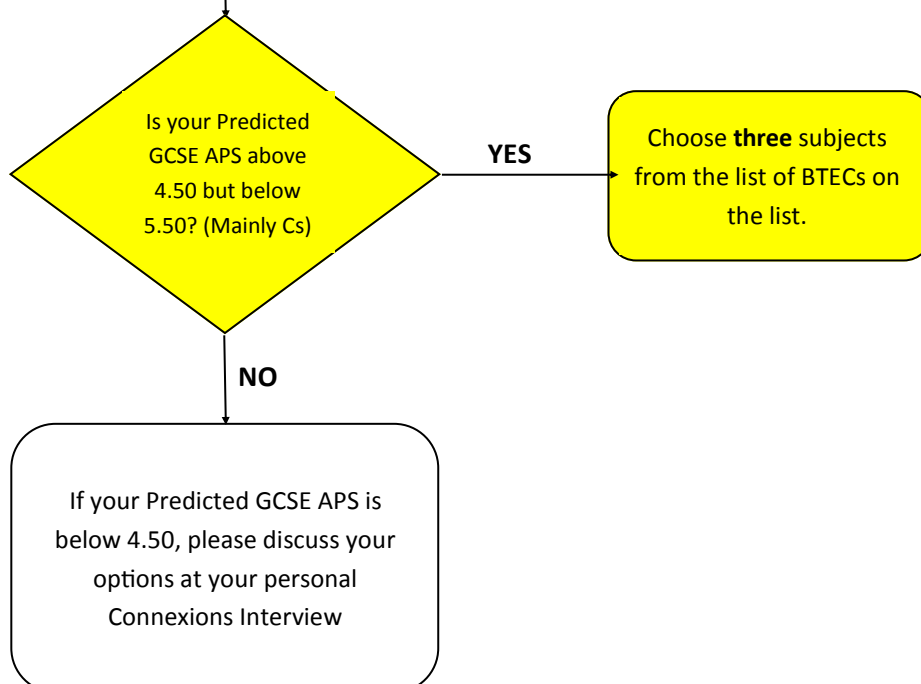 Is your Predicted
GCSE APS above
4.50 but below
5.50? (Mainly Cs)
YES
Choose three subjects
from the list of BTECs on
the list.
NO
If your Predicted GCSE APS is
below 4.50, please discuss your
options at your personal
Connexions Interview